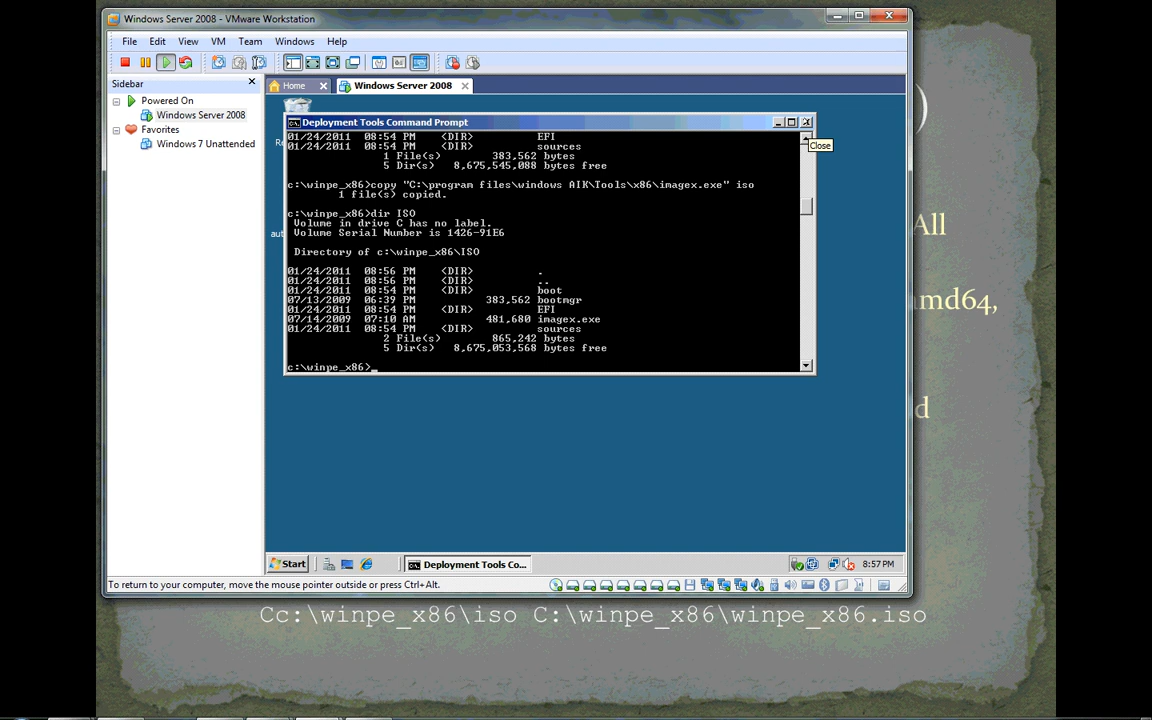 Windows Server 2008 - VMware Workstation
File Edit View VM Team Windows Help
Sidebar
Powered On
Windows Server 2008
Favorites
Windows 7 Unattended
Home
Windows Server 2008
)
All
amd64,
d
Re
aut
Deployment Tools Command Prompt
Close
01/24/2011 08:54 PM <DIR> EFI
01/24/2011 08:54 PM <DIR> sources
1 File(s) 383,562 bytes
5 Dir(s) 8,675,545,088 bytes free
c:\winpe_x86>copy "C:\program files\windows AIK\Tools\x86\imagex.exe" iso
1 file(s) copied.
c:\winpe_x86>dir ISO
Volume in drive C has no label.
Volume Serial Number is 1426-91E6
Directory of c:\winpe_x86\ISO
01/24/2011 08:56 PM <DIR> .
01/24/2011 08:56 PM <DIR> ..
01/24/2011 08:54 PM <DIR> boot
07/13/2009 06:39 PM 383,562 bootmgr
01/24/2011 08:54 PM <DIR> EFI
07/14/2009 07:10 AM 481,680 imagex.exe
01/24/2011 08:54 PM <DIR> sources
2 File(s) 865,242 bytes
5 Dir(s) 8,675,053,568 bytes free
c:\winpe_x86>_
Start
Deployment Tools Co...
8:57 PM
To return to your computer, move the mouse pointer outside or press Ctrl+Alt.
Cc:\winpe_x86\iso C:\winpe_x86\winpe_x86.iso